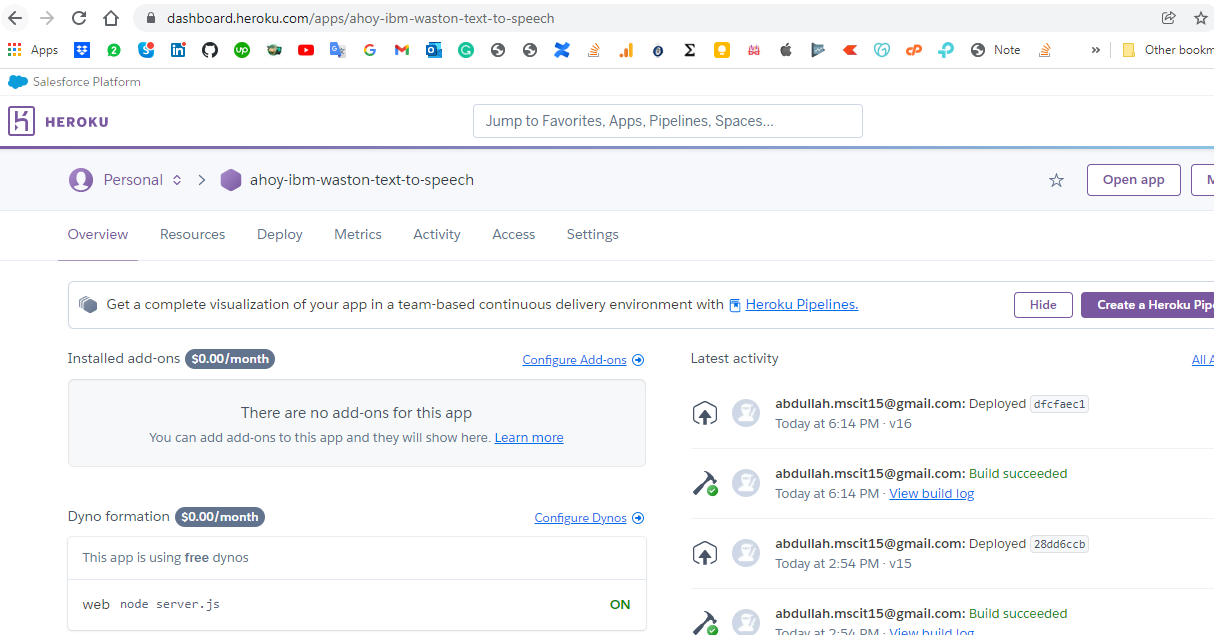 dashboard.heroku.com/apps/ahoy-ibm-waston-text-to-speech
Apps
Note
»
Other bookm
Salesforce Platform
HEROKU
Jump to Favorites, Apps, Pipelines, Spaces...
Personal
ahoy-ibm-waston-text-to-speech
Open app
M
Overview Resources Deploy Metrics Activity Access Settings
Get a complete visualization of your app in a team-based continuous delivery environment with Heroku Pipelines.
Hide
Create a Heroku Pip
Installed add-ons $0.00/month
Configure Add-ons
There are no add-ons for this app
You can add add-ons to this app and they will show here. Learn more
Dyno formation $0.00/month
Configure Dynos
This app is using free dynos
web node server.js ON
Latest activity
All A
abdullah.mscit15@gmail.com: Deployed dfcfaec1
Today at 6:14 PM · v16
abdullah.mscit15@gmail.com: Build succeeded
Today at 6:14 PM · View build log
abdullah.mscit15@gmail.com: Deployed 28dd6ccb
Today at 2:54 PM · v15
abdullah.mscit15@gmail.com: Build succeeded
Today at 2:54 PM · View build log